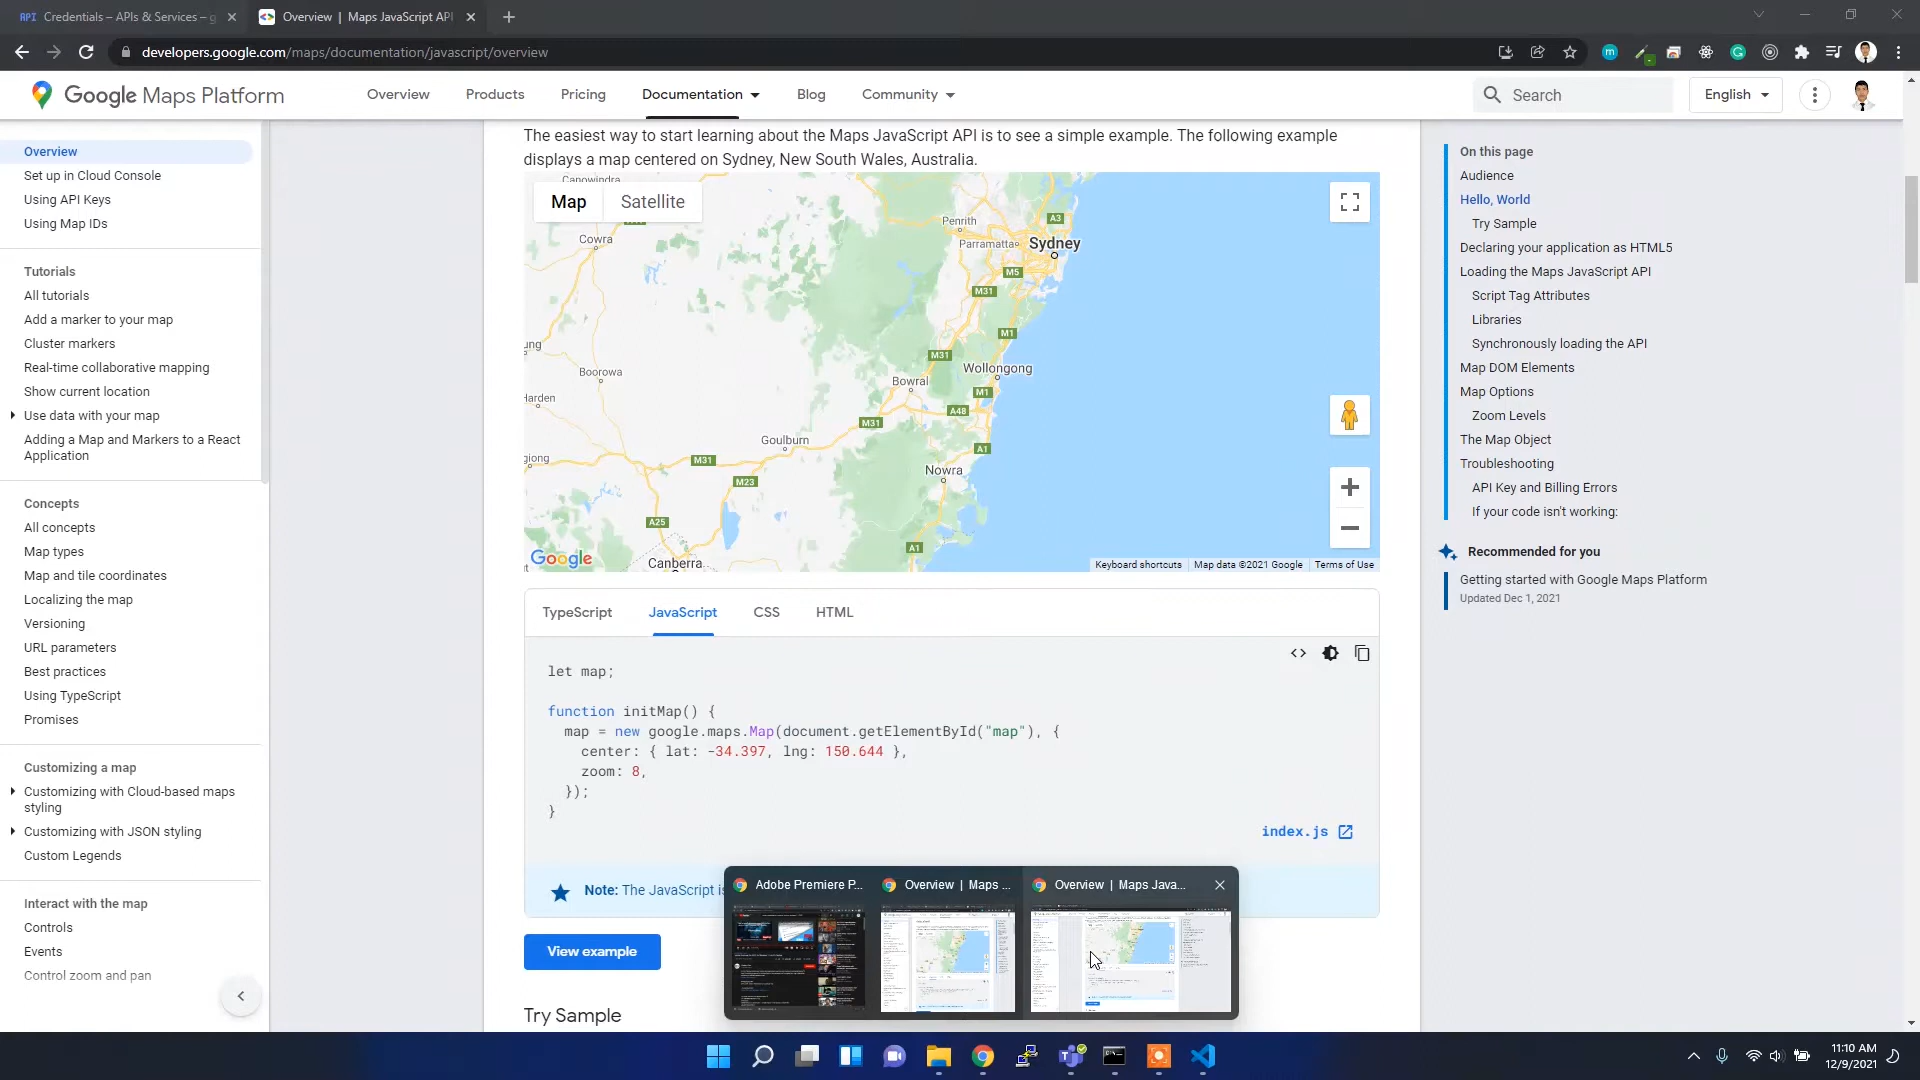 API Credentials – APIs & Services – g
Overview | Maps JavaScript API
developers.google.com/maps/documentation/javascript/overview
Google Maps Platform
Overview
Products
Pricing
Documentation
Blog
Community
Search
English
Overview
Set up in Cloud Console
Using API Keys
Using Map IDs
Tutorials
All tutorials
Add a marker to your map
Cluster markers
Real-time collaborative mapping
Show current location
Use data with your map
Adding a Map and Markers to a React
Application
Concepts
All concepts
Map types
Map and tile coordinates
Localizing the map
Versioning
URL parameters
Best practices
Using TypeScript
Promises
Customizing a map
Customizing with Cloud-based maps
styling
Customizing with JSON styling
Custom Legends
Interact with the map
Controls
Events
Control zoom and pan
The easiest way to start learning about the Maps JavaScript API is to see a simple example. The following example
displays a map centered on Sydney, New South Wales, Australia.
Canowindra
Map
Satellite
Penrith
A3
Cowra
Parramatta
Sydney
M5
M31
M1
ung
M31
Boorowa
Wollongong
Bowral
M1
Harden
A48
M31
Goulburn
A1
giong
M31
Nowra
M23
A25
A1
Google
Canberra
Keyboard shortcuts
Map data ©2021 Google
Terms of Use
TypeScript
JavaScript
CSS
HTML
let map;
function initMap() {
map = new google.maps.Map(document.getElementById("map"), {
center: { lat: -34.397, lng: 150.644 },
zoom: 8,
});
}
index.js
Note: The JavaScript is
View example
Try Sample
On this page
Audience
Hello, World
Try Sample
Declaring your application as HTML5
Loading the Maps JavaScript API
Script Tag Attributes
Libraries
Synchronously loading the API
Map DOM Elements
Map Options
Zoom Levels
The Map Object
Troubleshooting
API Key and Billing Errors
If your code isn't working:
Recommended for you
Getting started with Google Maps Platform
Updated Dec 1, 2021
Adobe Premiere P...
Overview | Maps ...
Overview | Maps Java...
11:10 AM
12/9/2021